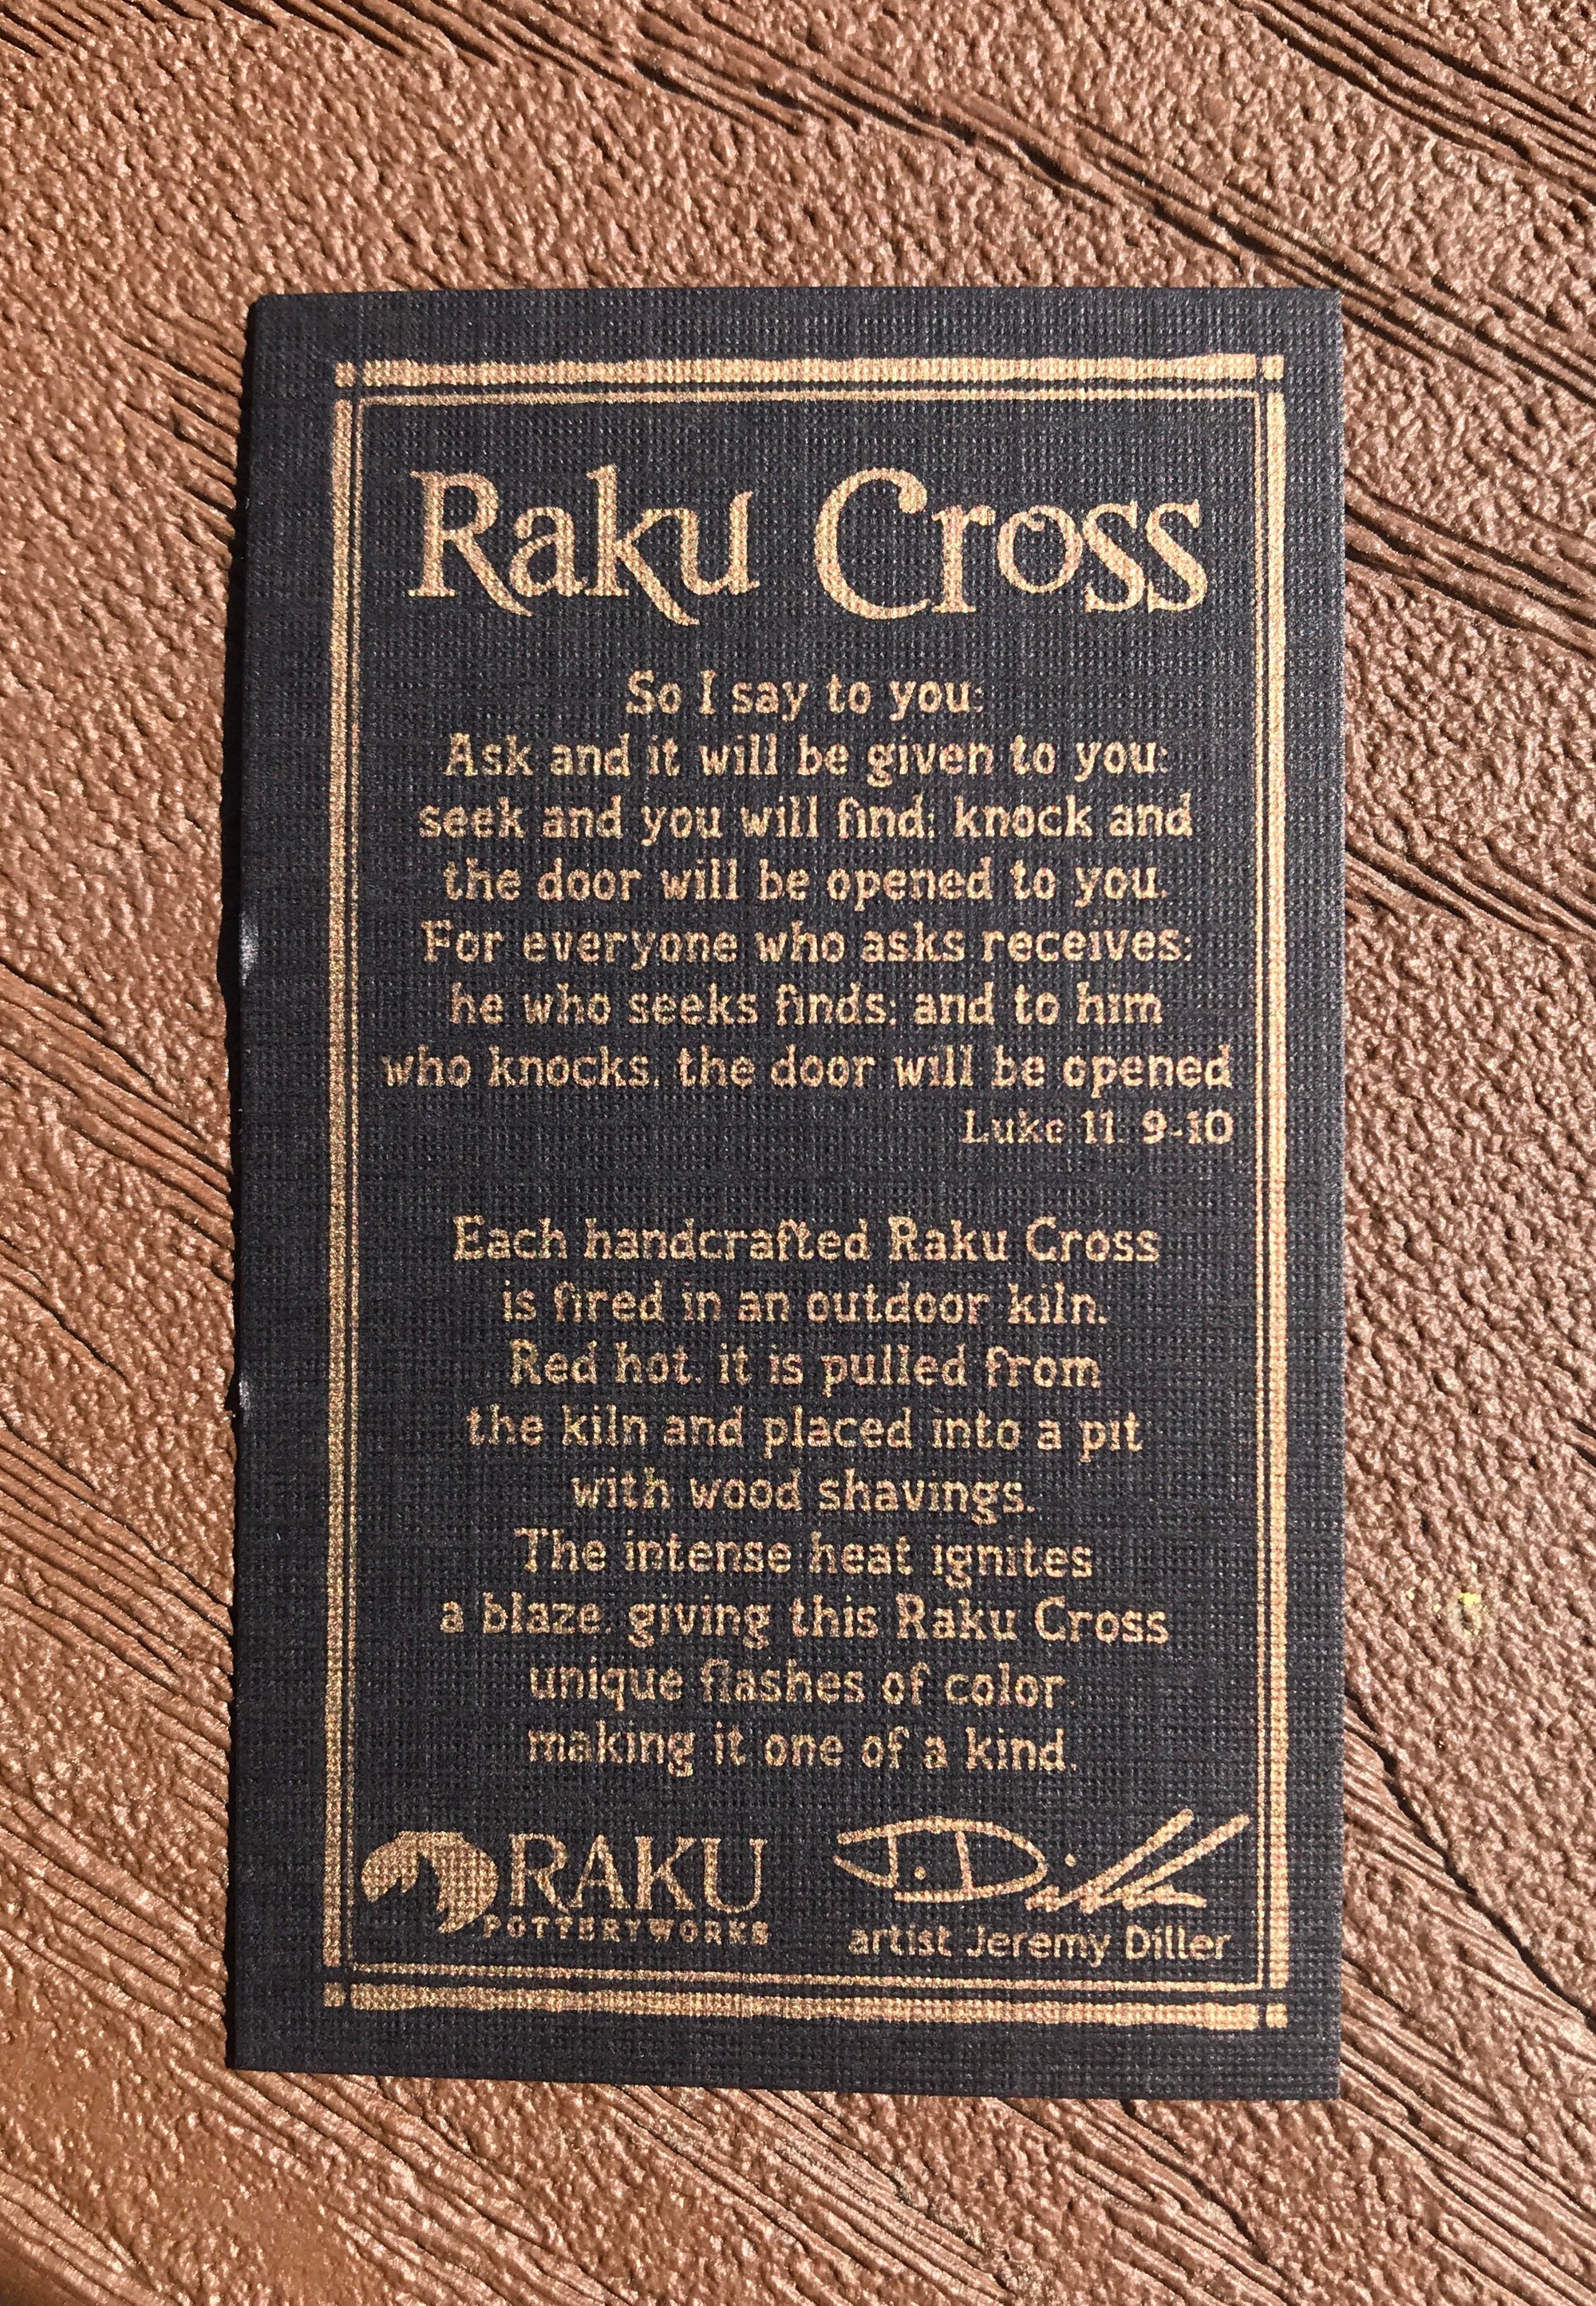 Raku Cross
So I say to you:
Ask and it will be given to you:
seek and you will find; knock and
the door will be opened to you.
For everyone who asks receives;
he who seeks finds; and to him
who knocks, the door will be opened
Luke 11: 9-10
Each handcrafted Raku Cross
is fired in an outdoor kiln.
Red hot, it is pulled from
the kiln and placed into a pit
with wood shavings.
The intense heat ignites
a blaze, giving this Raku Cross
unique flashes of color
making it one of a kind.
RAKU
POTTERYWORKS
J. Diller
artist Jeremy Diller